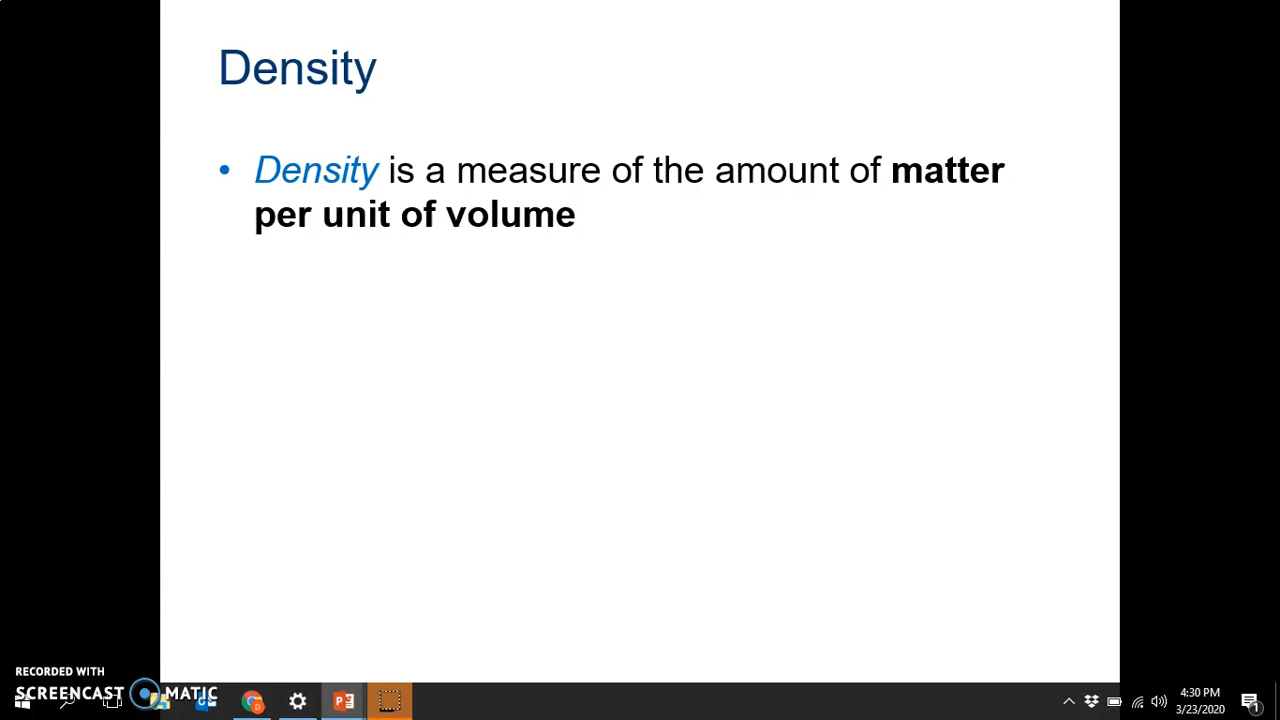 Density
• Density is a measure of the amount of matter
per unit of volume
RECORDED WITH
SCREENCAST MATIC
4:30 PM
3/23/2020
1